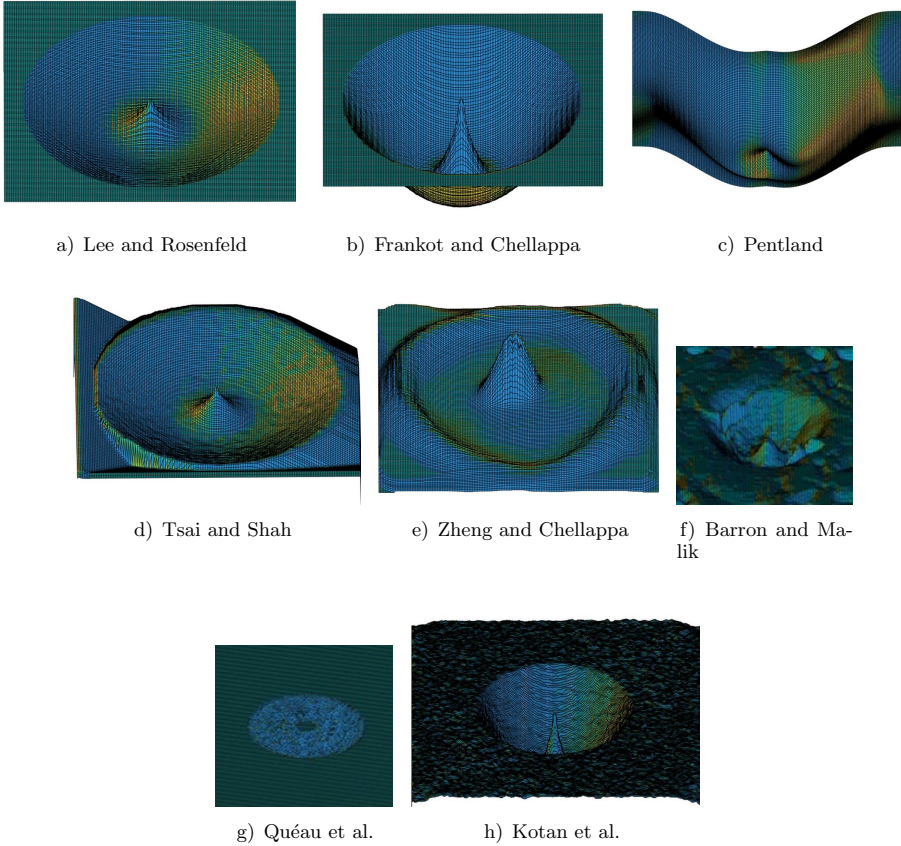 a) Lee and Rosenfeld
b) Frankot and Chellappa
c) Pentland
d) Tsai and Shah
e) Zheng and Chellappa
f) Barron and Ma-
lik
g) Quéau et al.
h) Kotan et al.